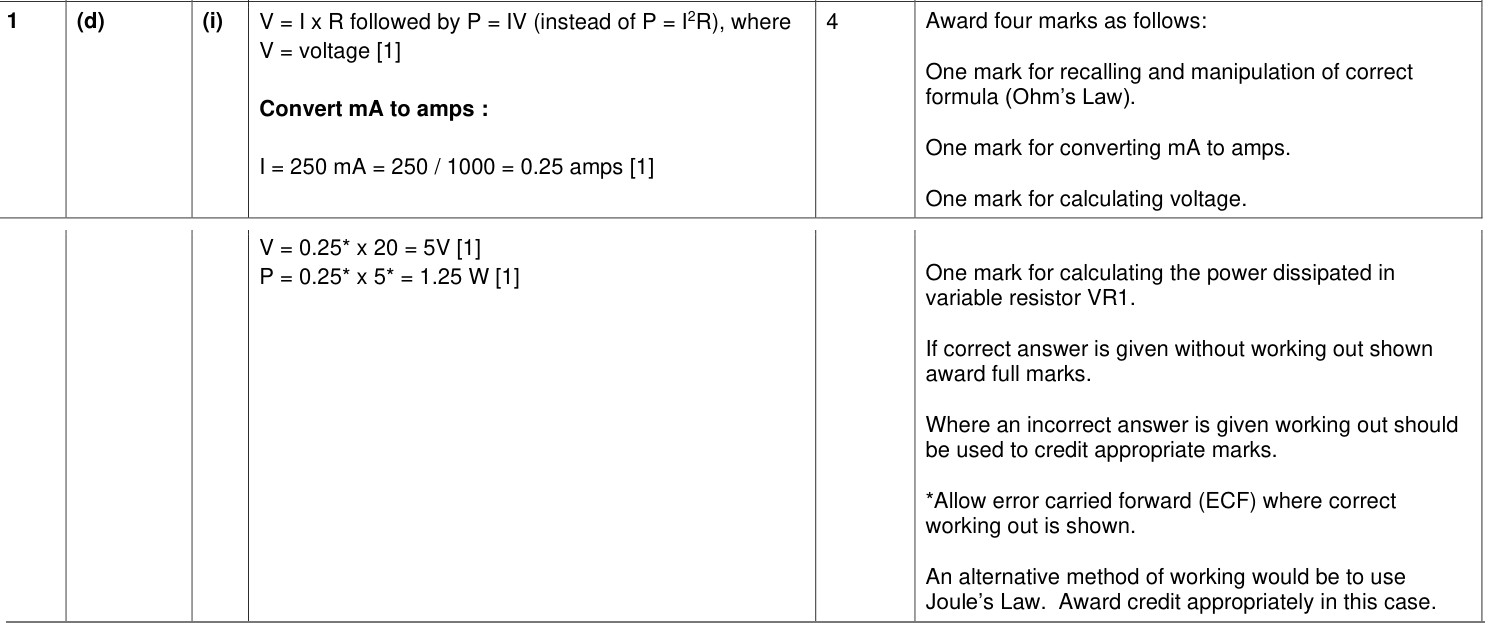 1 (d) (i) V = I x R followed by P = IV (instead of P = I²R), where 4 Award four marks as follows:
V = voltage [1]
One mark for recalling and manipulation of correct
formula (Ohm's Law).
Convert mA to amps :
One mark for converting mA to amps.
I = 250 mA = 250 / 1000 = 0.25 amps [1]
One mark for calculating voltage.
V = 0.25* x 20 = 5V [1]
P = 0.25* x 5* = 1.25 W [1]
One mark for calculating the power dissipated in
variable resistor VR1.
If correct answer is given without working out shown
award full marks.
Where an incorrect answer is given working out should
be used to credit appropriate marks.
*Allow error carried forward (ECF) where correct
working out is shown.
An alternative method of working would be to use
Joule's Law.  Award credit appropriately in this case.